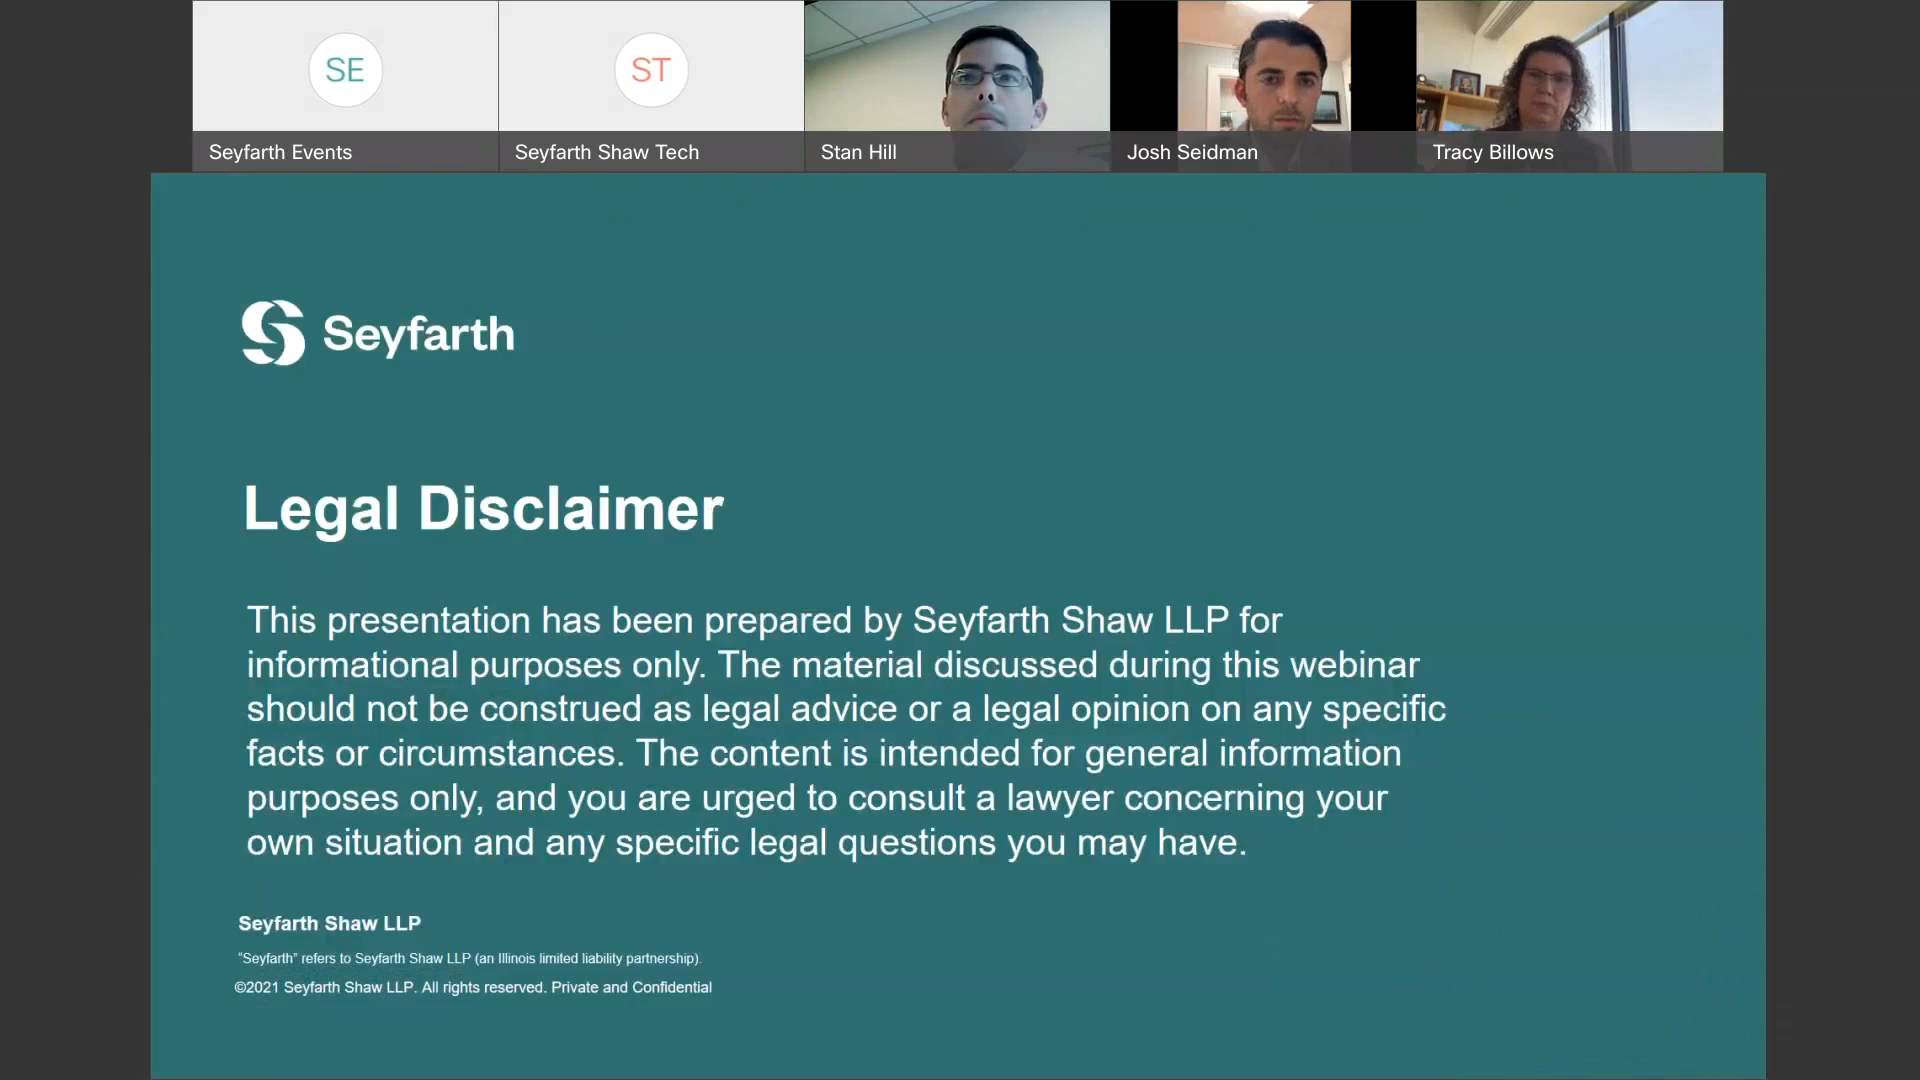 SE
ST
Seyfarth Events
Seyfarth Shaw Tech
Stan Hill
Josh Seidman
Tracy Billows
Seyfarth
Legal Disclaimer
This presentation has been prepared by Seyfarth Shaw LLP for
informational purposes only. The material discussed during this webinar
should not be construed as legal advice or a legal opinion on any specific
facts or circumstances. The content is intended for general information
purposes only, and you are urged to consult a lawyer concerning your
own situation and any specific legal questions you may have.
Seyfarth Shaw LLP
“Seyfarth” refers to Seyfarth Shaw LLP (an Illinois limited liability partnership).
©2021 Seyfarth Shaw LLP. All rights reserved. Private and Confidential